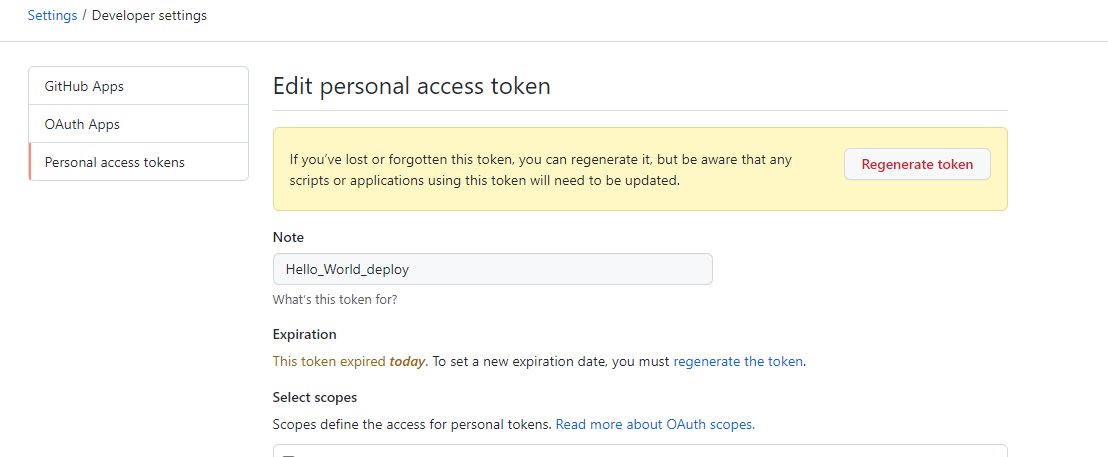 Settings / Developer settings
GitHub Apps
OAuth Apps
Personal access tokens
Edit personal access token
If you've lost or forgotten this token, you can regenerate it, but be aware that any
scripts or applications using this token will need to be updated.
Regenerate token
Note
Hello_World_deploy
What's this token for?
Expiration
This token expired today. To set a new expiration date, you must regenerate the token.
Select scopes
Scopes define the access for personal tokens. Read more about OAuth scopes.